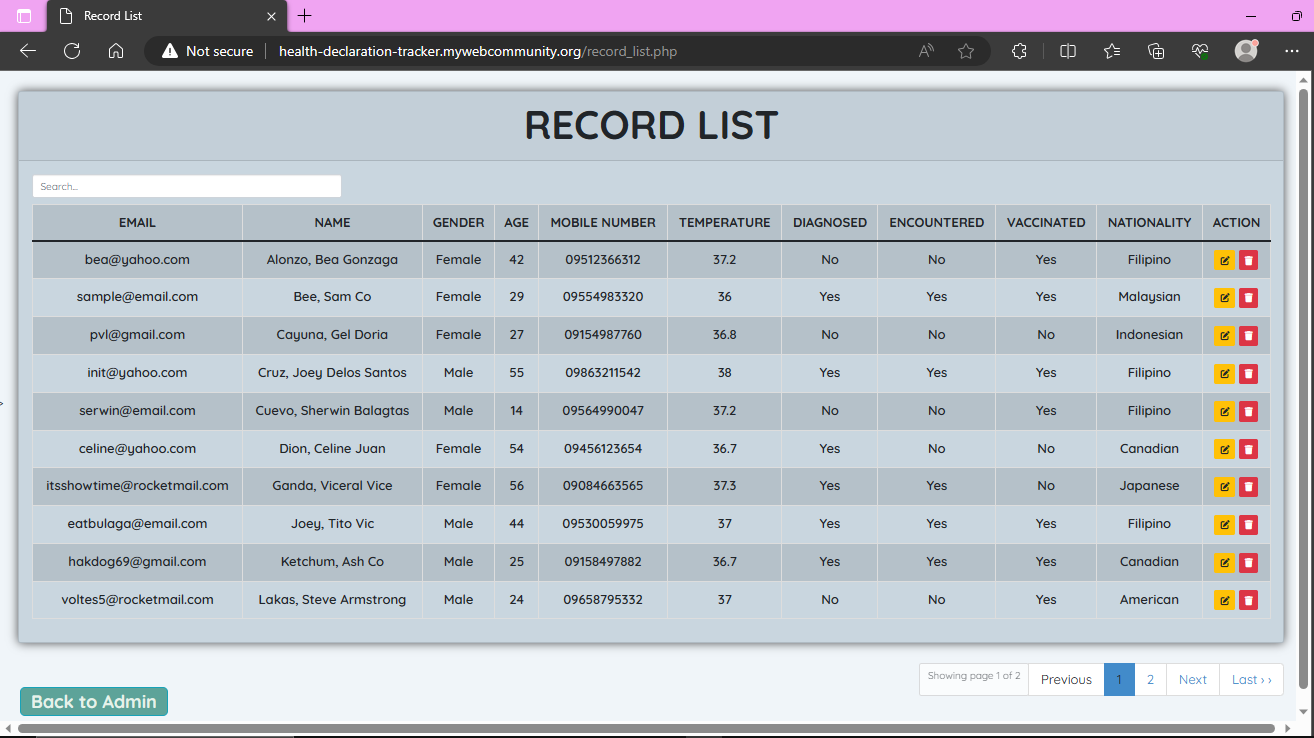 Record List
Not secure health-declaration-tracker.mywebcommunity.org/record_list.php
RECORD LIST
Search...
EMAIL NAME GENDER AGE MOBILE NUMBER TEMPERATURE DIAGNOSED ENCOUNTERED VACCINATED NATIONALITY ACTION
bea@yahoo.com Alonzo, Bea Gonzaga Female 42 09512366312 37.2 No No Yes Filipino
sample@email.com Bee, Sam Co Female 29 09554983320 36 Yes Yes Yes Malaysian
pvl@gmail.com Cayuna, Gel Doria Female 27 09154987760 36.8 No No No Indonesian
init@yahoo.com Cruz, Joey Delos Santos Male 55 09863211542 38 Yes Yes Yes Filipino
serwin@email.com Cuevo, Sherwin Balagtas Male 14 09564990047 37.2 No No Yes Filipino
celine@yahoo.com Dion, Celine Juan Female 54 09456123654 36.7 Yes No No Canadian
itsshowtime@rocketmail.com Ganda, Viceral Vice Female 56 09084663565 37.3 Yes Yes No Japanese
eatbulaga@email.com Joey, Tito Vic Male 44 09530059975 37 Yes Yes Yes Filipino
hakdog69@gmail.com Ketchum, Ash Co Male 25 09158497882 36.7 Yes Yes Yes Canadian
voltes5@rocketmail.com Lakas, Steve Armstrong Male 24 09658795332 37 No No Yes American
Showing page 1 of 2 Previous 1 2 Next Last ››
Back to Admin